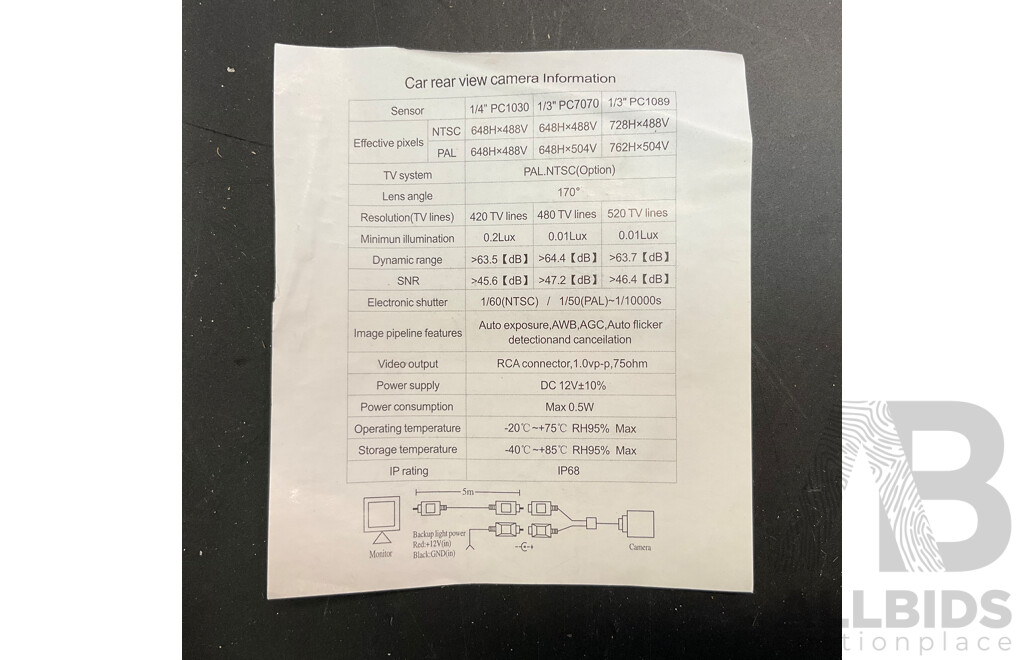 Car rear view camera Information
Sensor 1/4" PC1030 1/3" PC7070 1/3" PC1089
Effective pixels NTSC 648H×488V 648H×488V 728H×488V
PAL 648H×488V 648H×504V 762H×504V
TV system PAL.NTSC(Option)
Lens angle 170°
Resolution(TV lines) 420 TV lines 480 TV lines 520 TV lines
Minimun illumination 0.2Lux 0.01Lux 0.01Lux
Dynamic range >63.5【dB】 >64.4【dB】 >63.7【dB】
SNR >45.6【dB】 >47.2【dB】 >46.4【dB】
Electronic shutter 1/60(NTSC) / 1/50(PAL)~1/10000s
Image pipeline features Auto exposure,AWB,AGC,Auto flicker
detectionand canceilation
Video output RCA connector,1.0vp-p,75ohm
Power supply DC 12V±10%
Power consumption Max 0.5W
Operating temperature -20℃~+75℃ RH95% Max
Storage temperature -40℃~+85℃ RH95% Max
IP rating IP68
5m
Backup light power
Red:+12V(in)
Black:GND(in)
Monitor
Camera
AB
ALLBIDS
auctionplace